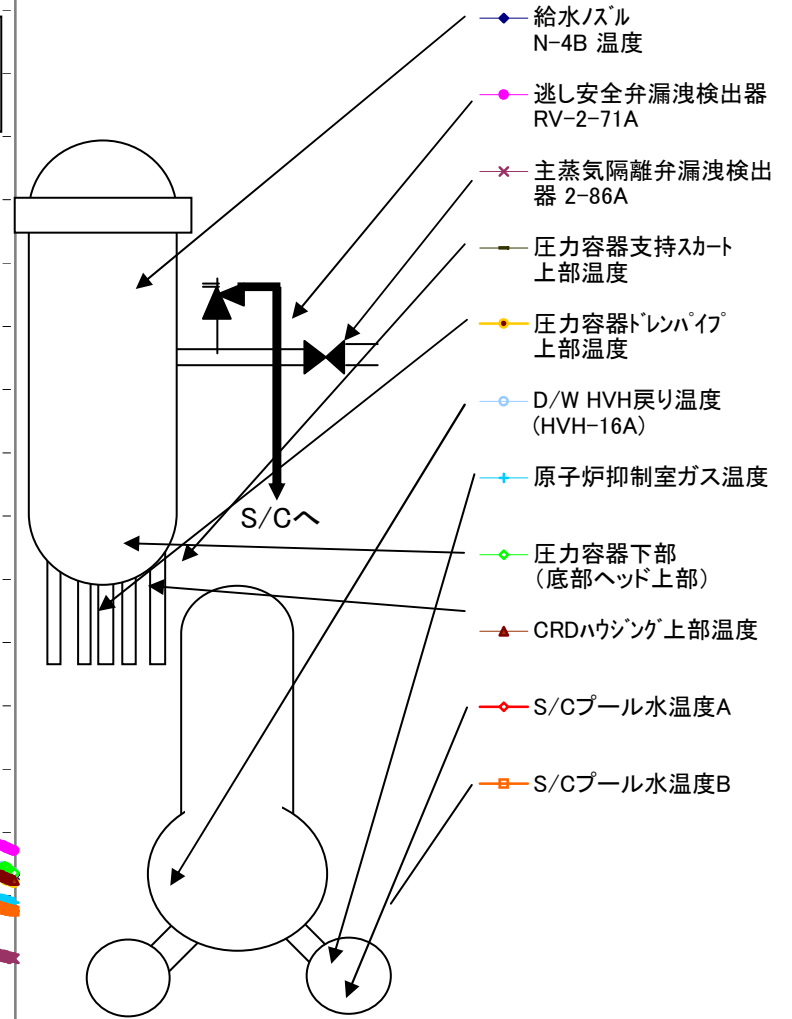 給水ノズル
N-4B 温度
逃し安全弁漏洩検出器
RV-2-71A
主蒸気隔離弁漏洩検出
器 2-86A
圧力容器支持スカート
上部温度
圧力容器ドレンパイプ
上部温度
D/W HVH戻り温度
(HVH-16A)
原子炉抑制室ガス温度
S/Cへ
圧力容器下部
（底部ヘッド上部）
CRDハウジング上部温度
S/Cプール水温度A
S/Cプール水温度B